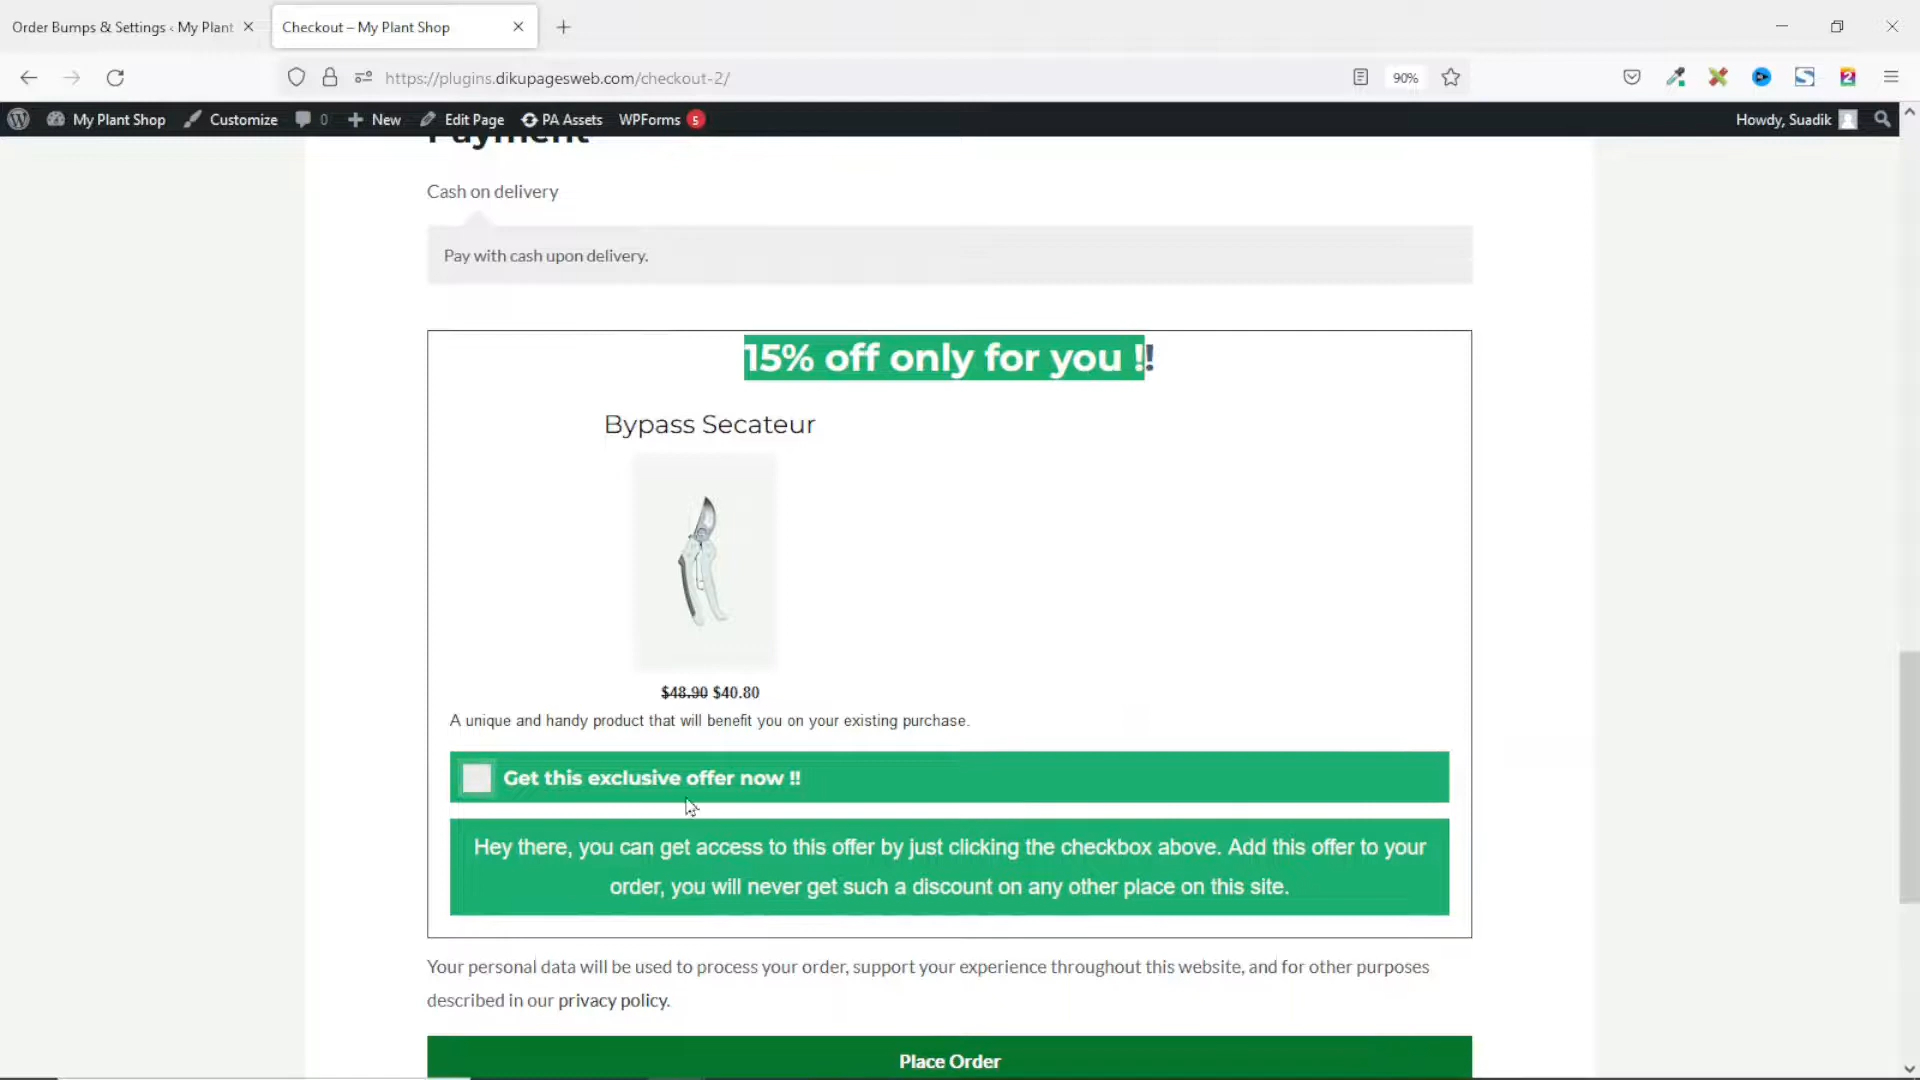 Order Bumps & Settings ‹ My Plant
Checkout – My Plant Shop
https://plugins.dikupagesweb.com/checkout-2/
90%
2
My Plant Shop
Customize
0
New
Edit Page
PA Assets
WPForms 5
Howdy, Suadik
Payment
Cash on delivery
Pay with cash upon delivery.
15% off only for you !!
Bypass Secateur
$48.90 $40.80
A unique and handy product that will benefit you on your existing purchase.
Get this exclusive offer now !!
Hey there, you can get access to this offer by just clicking the checkbox above. Add this offer to your
order, you will never get such a discount on any other place on this site.
Your personal data will be used to process your order, support your experience throughout this website, and for other purposes
described in our privacy policy.
Place Order